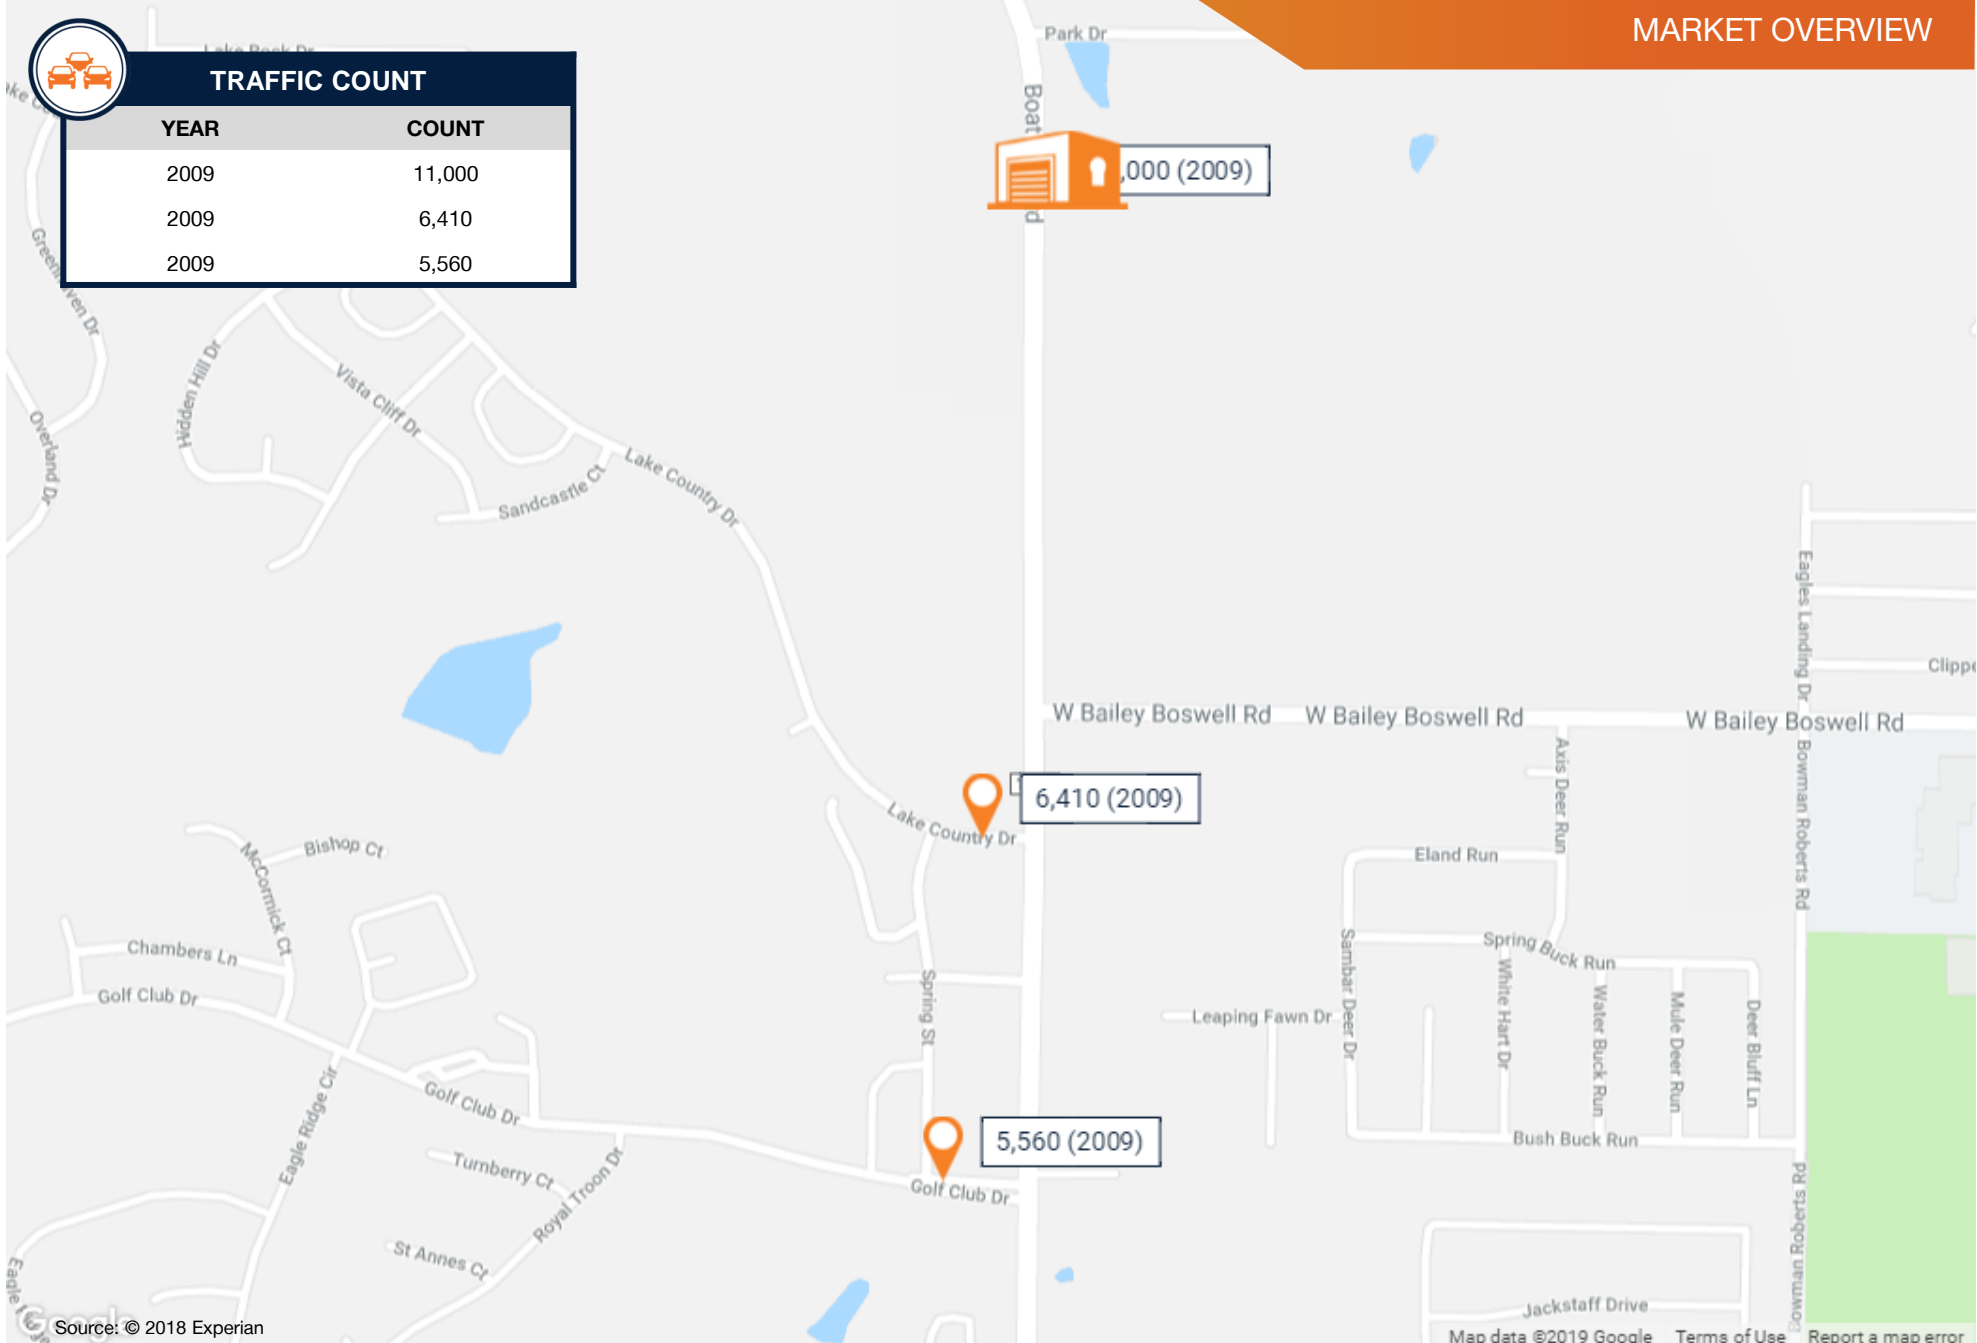 MARKET OVERVIEW
Park Dr
Lake Rock Dr
TRAFFIC COUNT
YEAR COUNT
2009 11,000
2009 6,410
2009 5,560
Boat
,000 (2009)
d
Hidden Hill Dr
Vista Cliff Dr
Overland Dr
Sandcastle Ct
Lake Country Dr
Eagles Landing Dr
Clippe
W Bailey Boswell Rd W Bailey Boswell Rd W Bailey Boswell Rd
Axis Deer Run
Bowman Roberts Rd
6,410 (2009)
Lake Country Dr
Bishop Ct
McCormick Ct
Eland Run
Chambers Ln
Golf Club Dr
Spring St
Sambar Deer Dr
Spring Buck Run
White Hart Dr
Water Buck Run
Mule Deer Run
Deer Bluff Ln
Leaping Fawn Dr
Eagle Ridge Cir
Golf Club Dr
5,560 (2009)
Bush Buck Run
Turnberry Ct
Royal Troon Dr
Golf Club Dr
Bowman Roberts Rd
St Annes Ct
Jackstaff Drive
Google
Source: © 2018 Experian
Map data ©2019 Google Terms of Use Report a map error